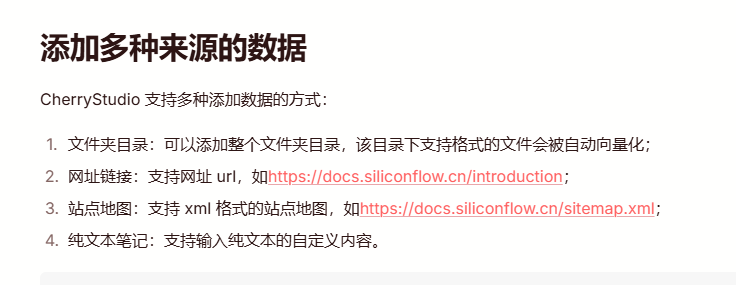 添加多种来源的数据
CherryStudio 支持多种添加数据的方式：
1. 文件夹目录：可以添加整个文件夹目录，该目录下支持格式的文件会被自动向量化；
2. 网址链接：支持网址 url，如https://docs.siliconflow.cn/introduction；
3. 站点地图：支持 xml 格式的站点地图，如https://docs.siliconflow.cn/sitemap.xml；
4. 纯文本笔记：支持输入纯文本的自定义内容。